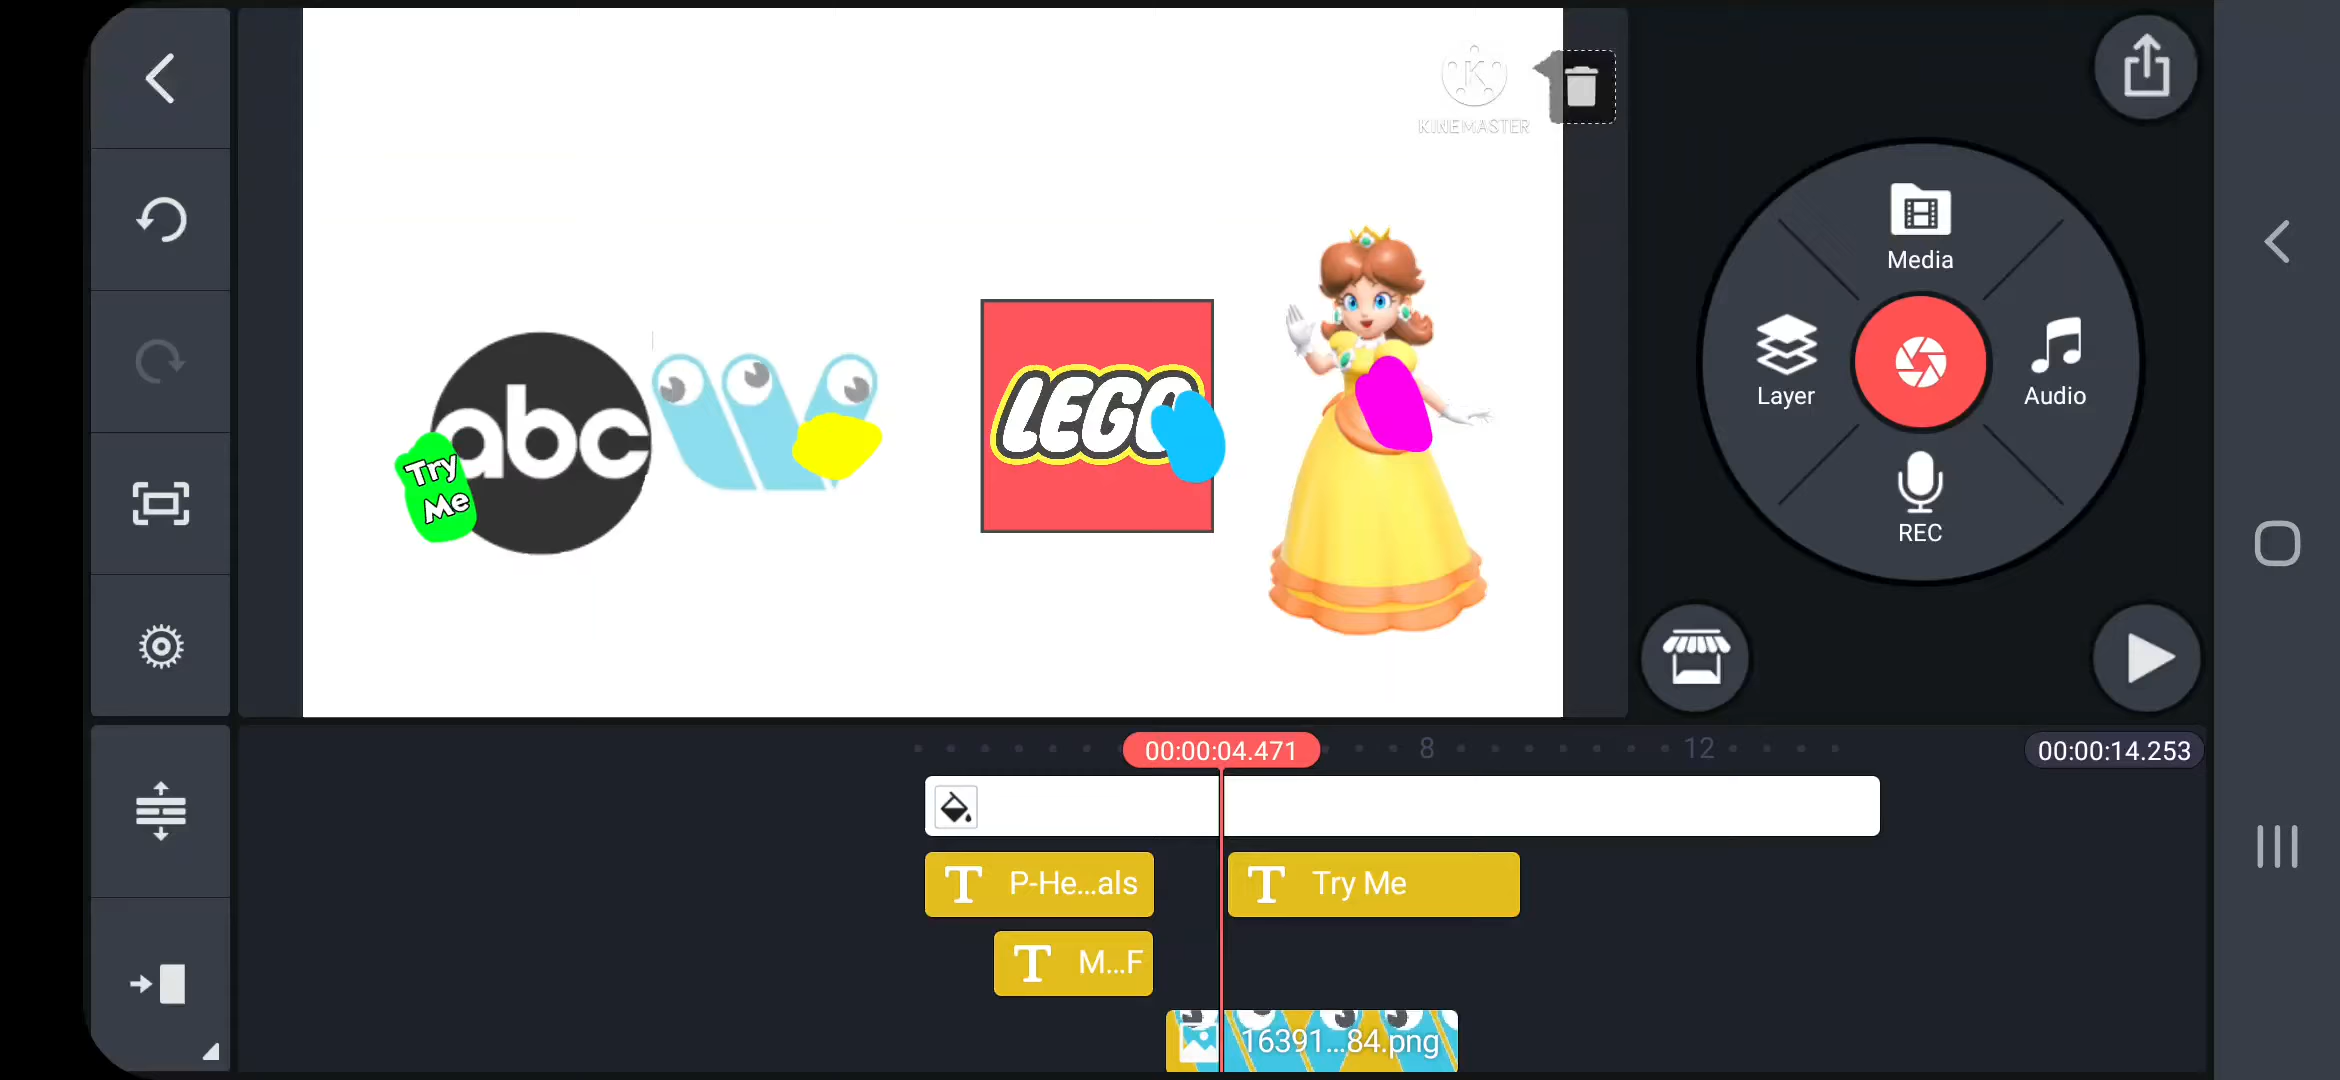 KINEMASTER
Media
Layer
Audio
REC
abc
LEGO
Try
Me
00:00:04.471
8
12
00:00:14.253
P-He...als
Try Me
M...F
16391...84.png